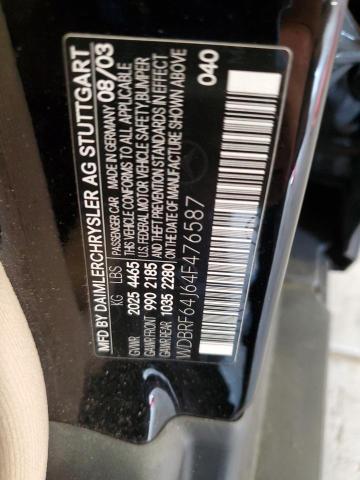 MFD BY DAIMLERCHRYSLER AG STUTTGART
PASSENGER CAR MADE IN GERMANY 08/03
KG LBS
THIS VEHICLE CONFORMS TO ALL APPLICABLE
GVWR 2025 4465 U.S. FEDERAL MOTOR VEHICLE SAFETY, BUMPER
GAWR FRONT 990 2185 AND THEFT PREVENTION STANDARDS IN EFFECT
GAWR REAR 1035 2280 ON THE DATE OF MANUFACTURE SHOWN ABOVE
WDBRF64J64F476587
040